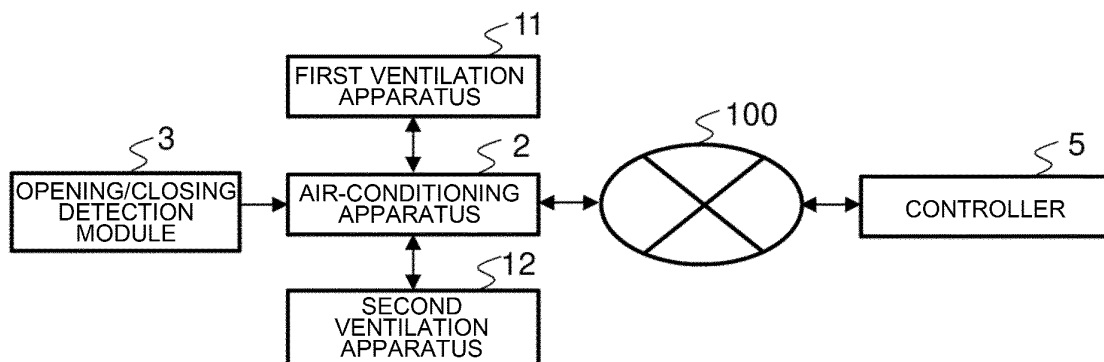 11
FIRST VENTILATION
APPARATUS
3
OPENING/CLOSING
DETECTION
MODULE
2
AIR-CONDITIONING
APPARATUS
100
5
CONTROLLER
12
SECOND
VENTILATION
APPARATUS